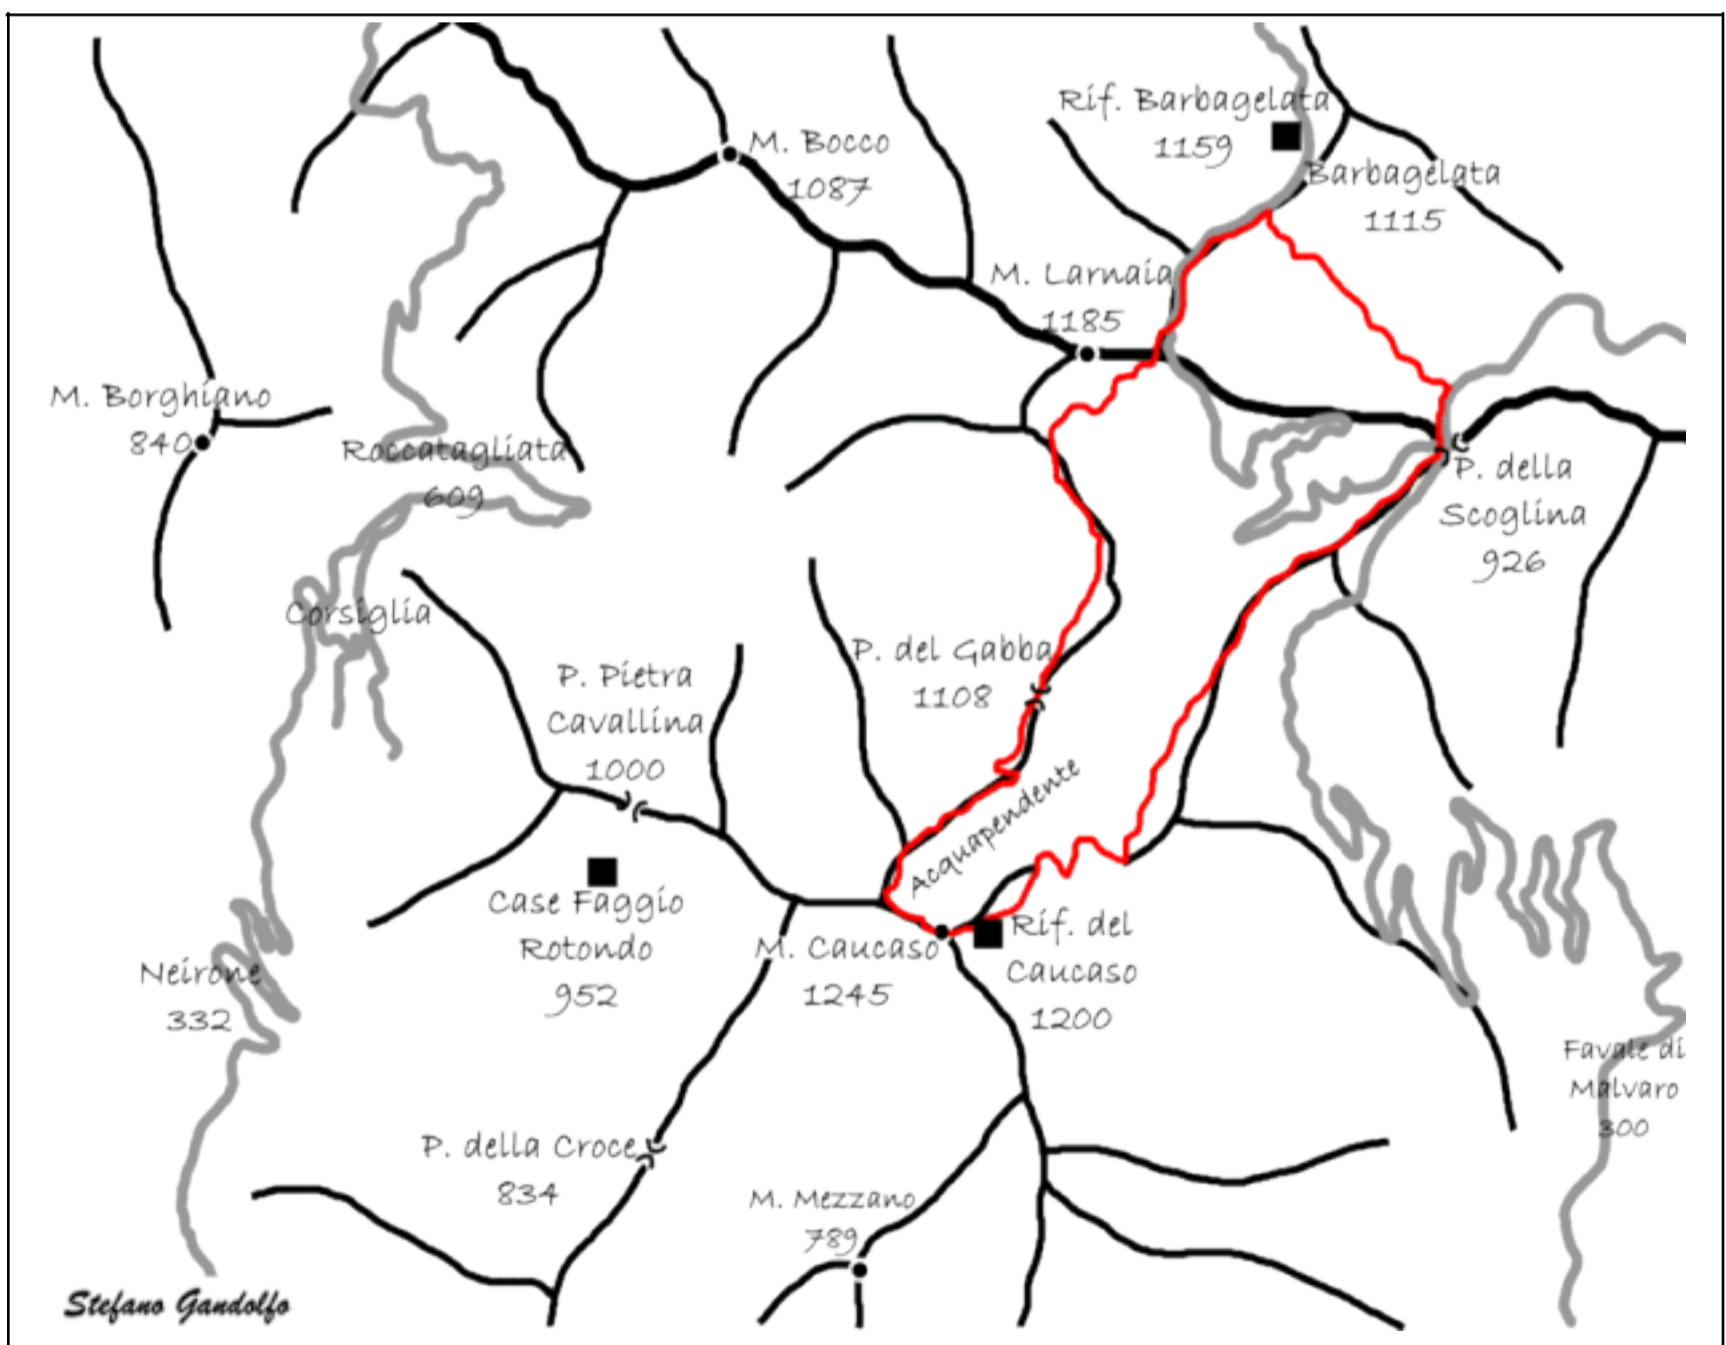 Rif. Barbagelata
1159
M. Bocco
1087
Barbagelata
1115
M. Larnaia
1185
M. Borghiano
840
Roccatagliata
609
P. della
Scoglina
926
Corsiglia
P. del Gabba
1108
P. Pietra
Cavallina
1000
Acquapendente
Case Faggio
Rotondo
952
M. Caucaso
1245
Rif. del
Caucaso
1200
Neirone
332
Favale di
Malvaro
300
P. della Croce
834
M. Mezzano
789
Stefano Gandolfo